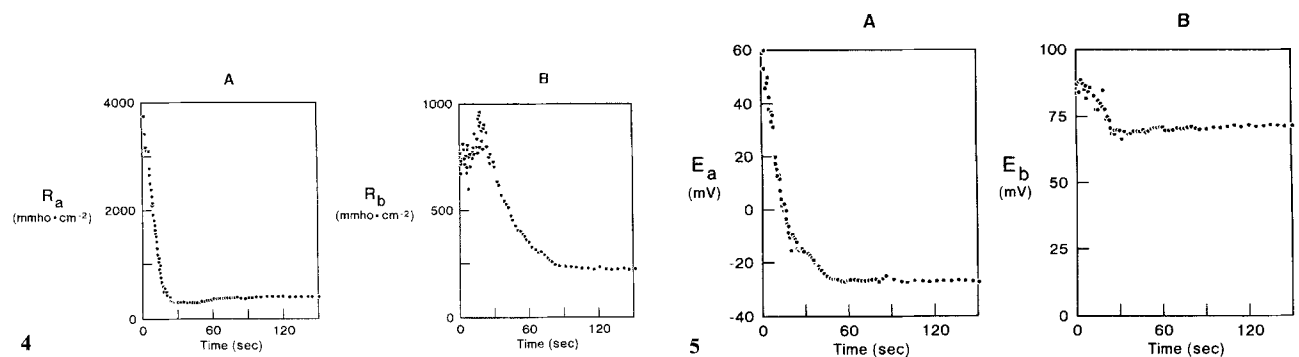 A
4000
2000
0
R_a
(mmho·cm⁻²)
0 60 120
Time (sec)
4
B
1000
500
0
R_b
(mmho·cm⁻²)
0 60 120
Time (sec)
A
60
40
20
0
-20
-40
E_a
(mV)
0 60 120
Time (sec)
5
B
100
75
50
25
0
E_b
(mV)
0 60 120
Time (sec)